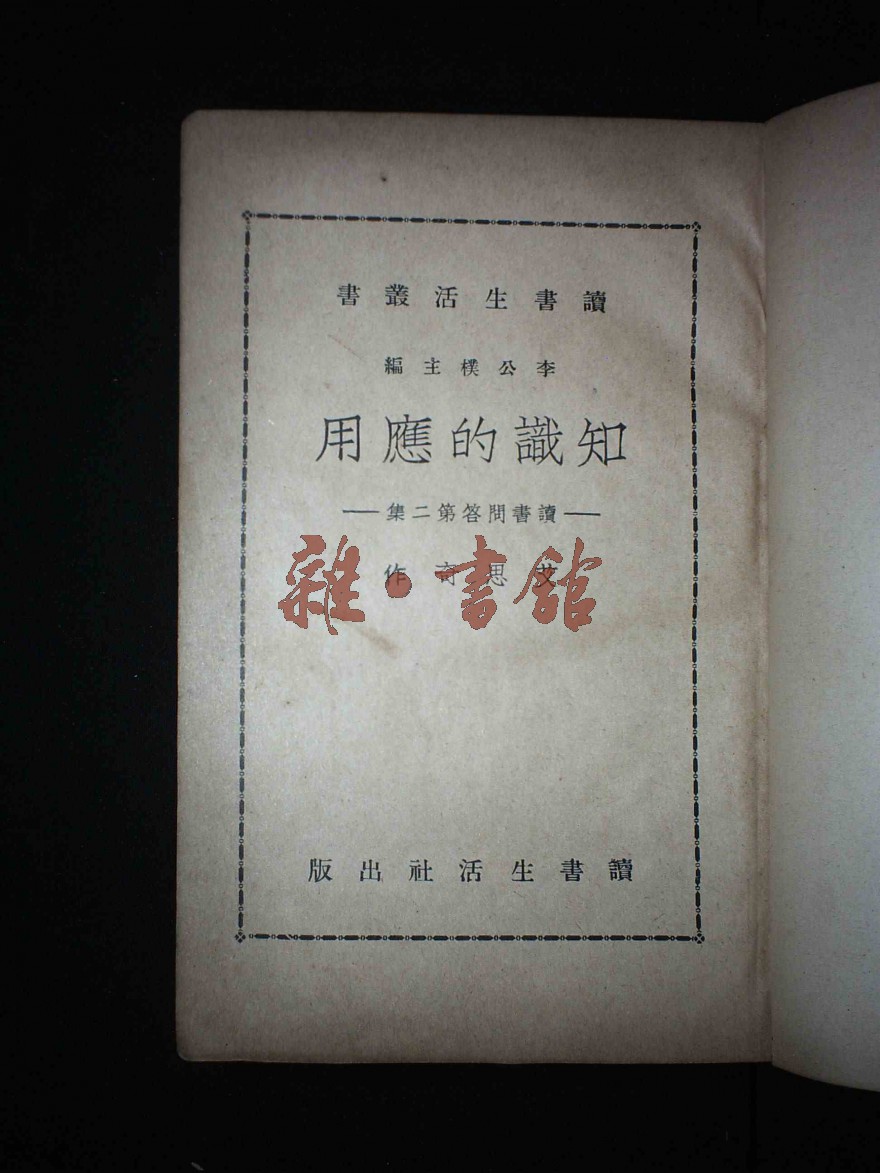 讀書生活叢書
李公樸主編
知識的應用
——讀書問答第二集——
艾思奇作
雜·書館
讀書生活社出版